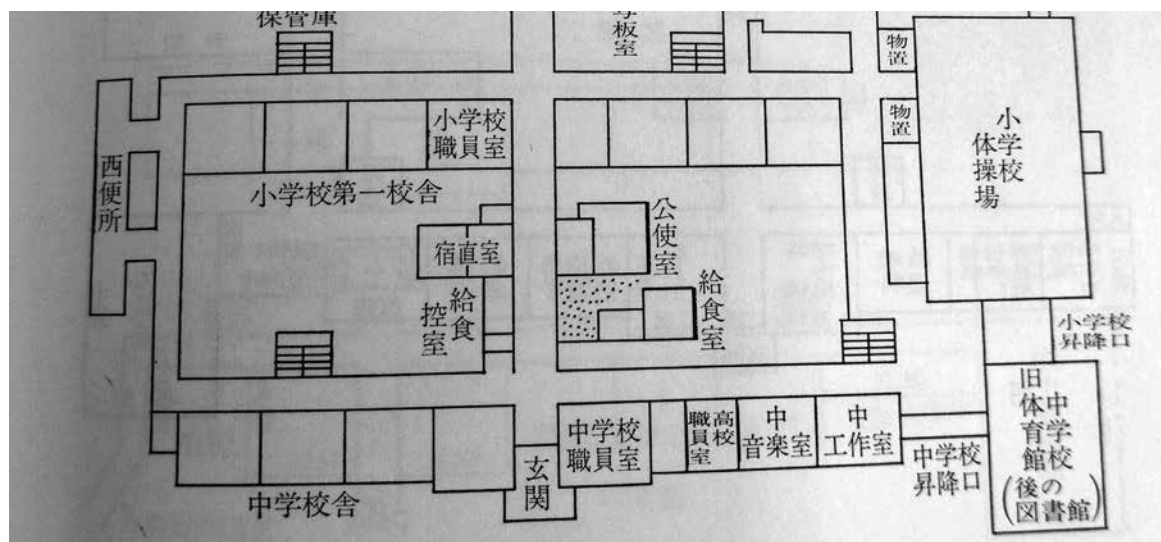 保管庫
板室
物置
小学校
職員室
物置
小学校
体操場
西便所
小学校第一校舎
宿直室
公使室
給食
控室
給食室
小学校
昇降口
中学校
職員室
高校
職員室
中
音楽室
中
工作室
中学校
昇降口
旧中学校
体育館
(後の
図書館)
玄関
中学校舎